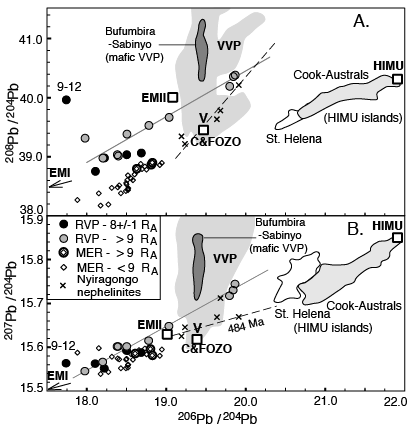 A.
Bufumbira
-Sabinyo
(mafic VVP)
VVP
41.0
40.0
39.0
38.0
208Pb/204Pb
9-12
EMII
HIMU
Cook-Australs
V
(HIMU islands)
St. Helena
C&FOZO
EMI
B.
15.9
15.8
15.7
15.6
15.5
207Pb/204Pb
RVP - 8+/-1 RA
RVP - >9 RA
MER - >9 RA
MER - <9 RA
Nyiragongo
nephelinites
Bufumbira
-Sabinyo
(mafic VVP)
VVP
HIMU
Cook-Australs
St. Helena
(HIMU islands)
EMII
V
484 Ma
C&FOZO
9-12
EMI
18.0
19.0
20.0
21.0
22.0
206Pb/204Pb